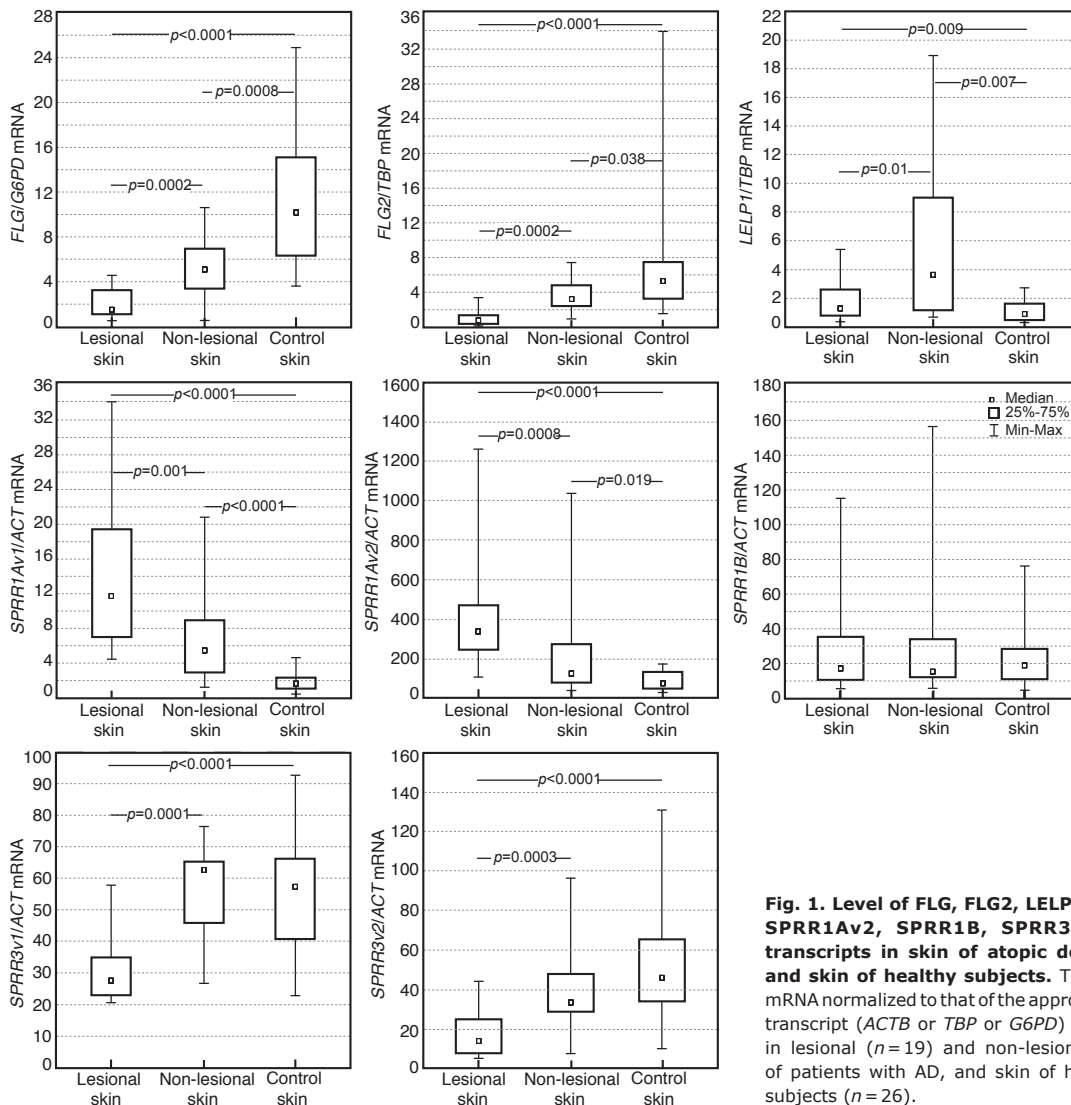 28
24
20
16
12
8
4
0
FLG/G6PD mRNA
p<0.0001
p=0.0008
p=0.0002
Lesional skin
Non-lesional skin
Control skin
36
32
28
24
20
16
12
8
4
0
FLG2/TBP mRNA
p<0.0001
p=0.038
p=0.0002
Lesional skin
Non-lesional skin
Control skin
22
20
18
16
14
12
10
8
6
4
2
0
LELP1/TBP mRNA
p=0.009
p=0.007
p=0.01
Lesional skin
Non-lesional skin
Control skin
36
32
28
24
20
16
12
8
4
0
SPRR1Av1/ACT mRNA
p<0.0001
p=0.001
p<0.0001
Lesional skin
Non-lesional skin
Control skin
1600
1400
1200
1000
800
600
400
200
0
SPRR1Av2/ACT mRNA
p<0.0001
p=0.0008
p=0.019
Lesional skin
Non-lesional skin
Control skin
180
160
140
120
100
80
60
40
20
0
SPRR1B/ACT mRNA
Median
25%-75%
Min-Max
Lesional skin
Non-lesional skin
Control skin
100
90
80
70
60
50
40
30
20
10
0
SPRR3v1/ACT mRNA
p<0.0001
p=0.0001
Lesional skin
Non-lesional skin
Control skin
160
140
120
100
80
60
40
20
0
SPRR3v2/ACT mRNA
p<0.0001
p=0.0003
Lesional skin
Non-lesional skin
Control skin
Fig. 1. Level of FLG, FLG2, LELP
SPRR1Av2, SPRR1B, SPRR3
transcripts in skin of atopic de
and skin of healthy subjects. T
mRNA normalized to that of the appro
transcript (ACTB or TBP or G6PD)
in lesional (n=19) and non-lesion
of patients with AD, and skin of h
subjects (n=26).